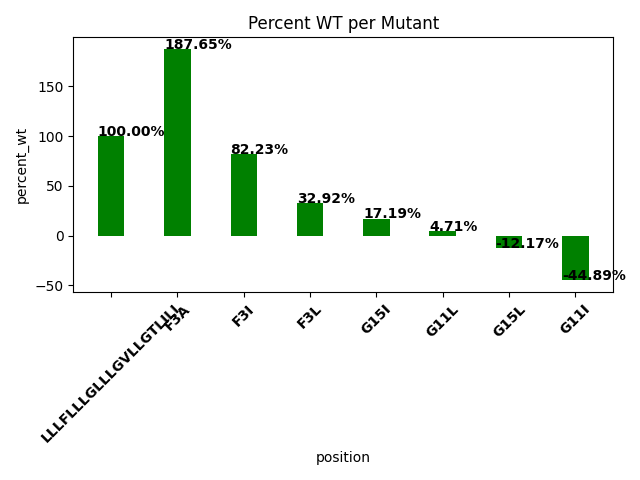 Percent WT per Mutant
percent_wt
150
100
50
0
−50
100.00%
187.65%
82.23%
32.92%
17.19%
4.71%
-12.17%
-44.89%
LLLFLLLGLLLGVLLGTLILL
F3A
F3I
F3L
G15I
G11L
G15L
G11I
position